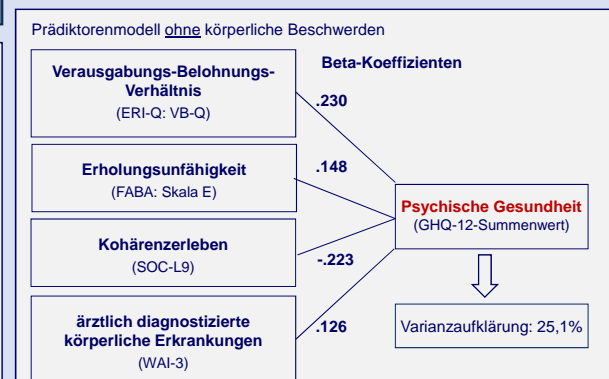 Prädiktorenmodell ohne körperliche Beschwerden
Beta-Koeffizienten
Verausgabungs-Belohnungs-
Verhältnis
(ERI-Q: VB-Q)
.230
Erholungsunfähigkeit
(FABA: Skala E)
.148
Kohärenzerleben
(SOC-L9)
-.223
ärztlich diagnostizierte
körperliche Erkrankungen
(WAI-3)
.126
Psychische Gesundheit
(GHQ-12-Summenwert)
Varianzaufklärung: 25,1%